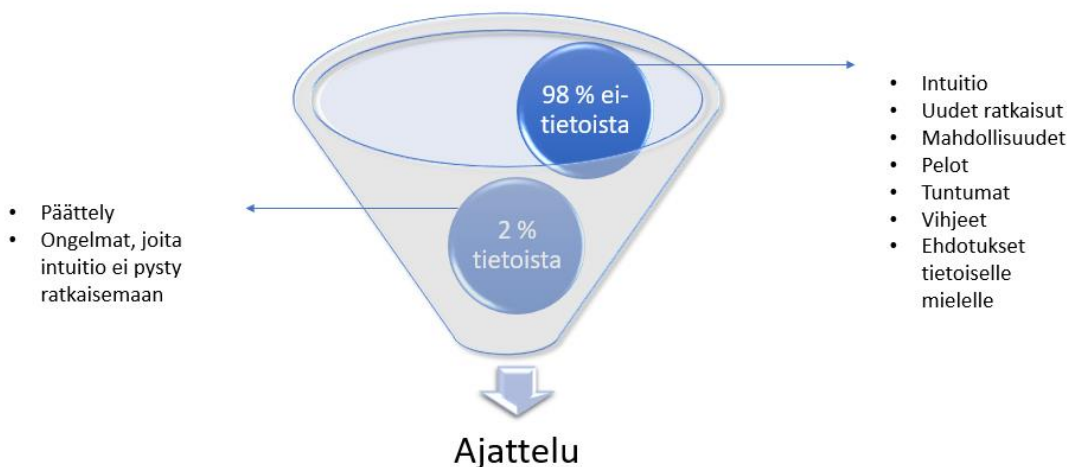 98 % ei-
tietoista
2 %
tietoista
• Päättely
• Ongelmat, joita
intuitio ei pysty
ratkaisemaan
• Intuitio
• Uudet ratkaisut
• Mahdollisuudet
• Pelot
• Tuntumat
• Vihjeet
• Ehdotukset
tietoiselle
mielelle
Ajattelu